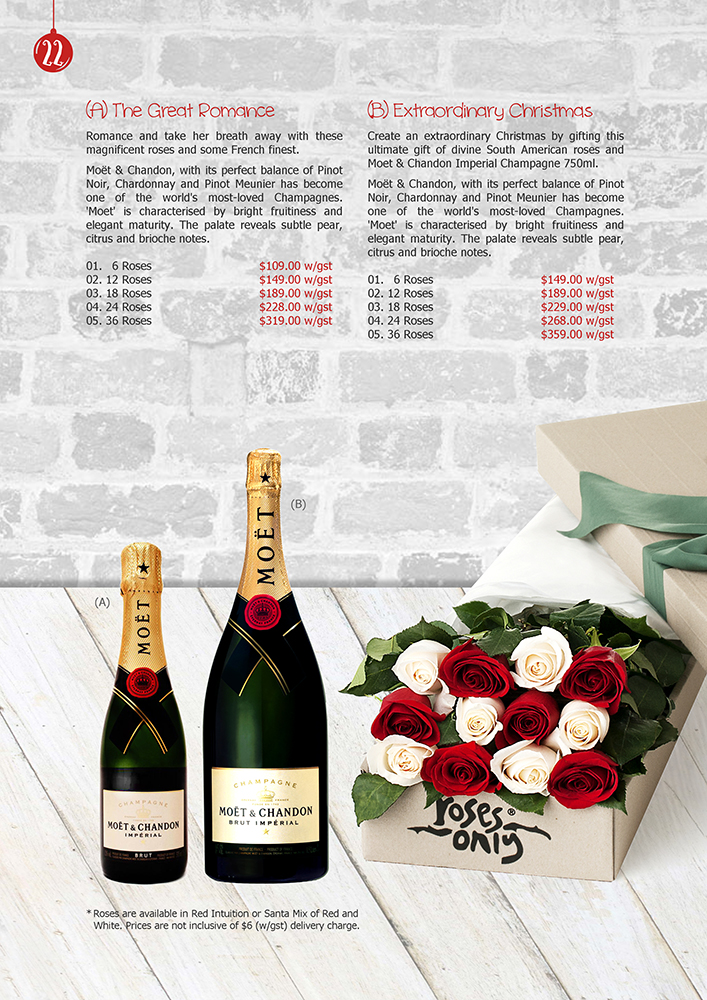 22
(A) The Great Romance
Romance and take her breath away with these
magnificent roses and some French finest.
Moët & Chandon, with its perfect balance of Pinot
Noir, Chardonnay and Pinot Meunier has become
one of the world's most-loved Champagnes.
'Moet' is characterised by bright fruitiness and
elegant maturity. The palate reveals subtle pear,
citrus and brioche notes.
01. 6 Roses $109.00 w/gst
02. 12 Roses $149.00 w/gst
03. 18 Roses $189.00 w/gst
04. 24 Roses $228.00 w/gst
05. 36 Roses $319.00 w/gst
(B) Extraordinary Christmas
Create an extraordinary Christmas by gifting this
ultimate gift of divine South American roses and
Moet & Chandon Imperial Champagne 750ml.
Moët & Chandon, with its perfect balance of Pinot
Noir, Chardonnay and Pinot Meunier has become
one of the world's most-loved Champagnes.
'Moet' is characterised by bright fruitiness and
elegant maturity. The palate reveals subtle pear,
citrus and brioche notes.
01. 6 Roses $149.00 w/gst
02. 12 Roses $189.00 w/gst
03. 18 Roses $229.00 w/gst
04. 24 Roses $268.00 w/gst
05. 36 Roses $359.00 w/gst
(A)
MOËT
CHAMPAGNE
MOËT & CHANDON
IMPÉRIAL
BRUT
(B)
MOËT
CHAMPAGNE
MOËT & CHANDON
BRUT IMPÉRIAL
roses®
only
* Roses are available in Red Intuition or Santa Mix of Red and
White. Prices are not inclusive of $6 (w/gst) delivery charge.